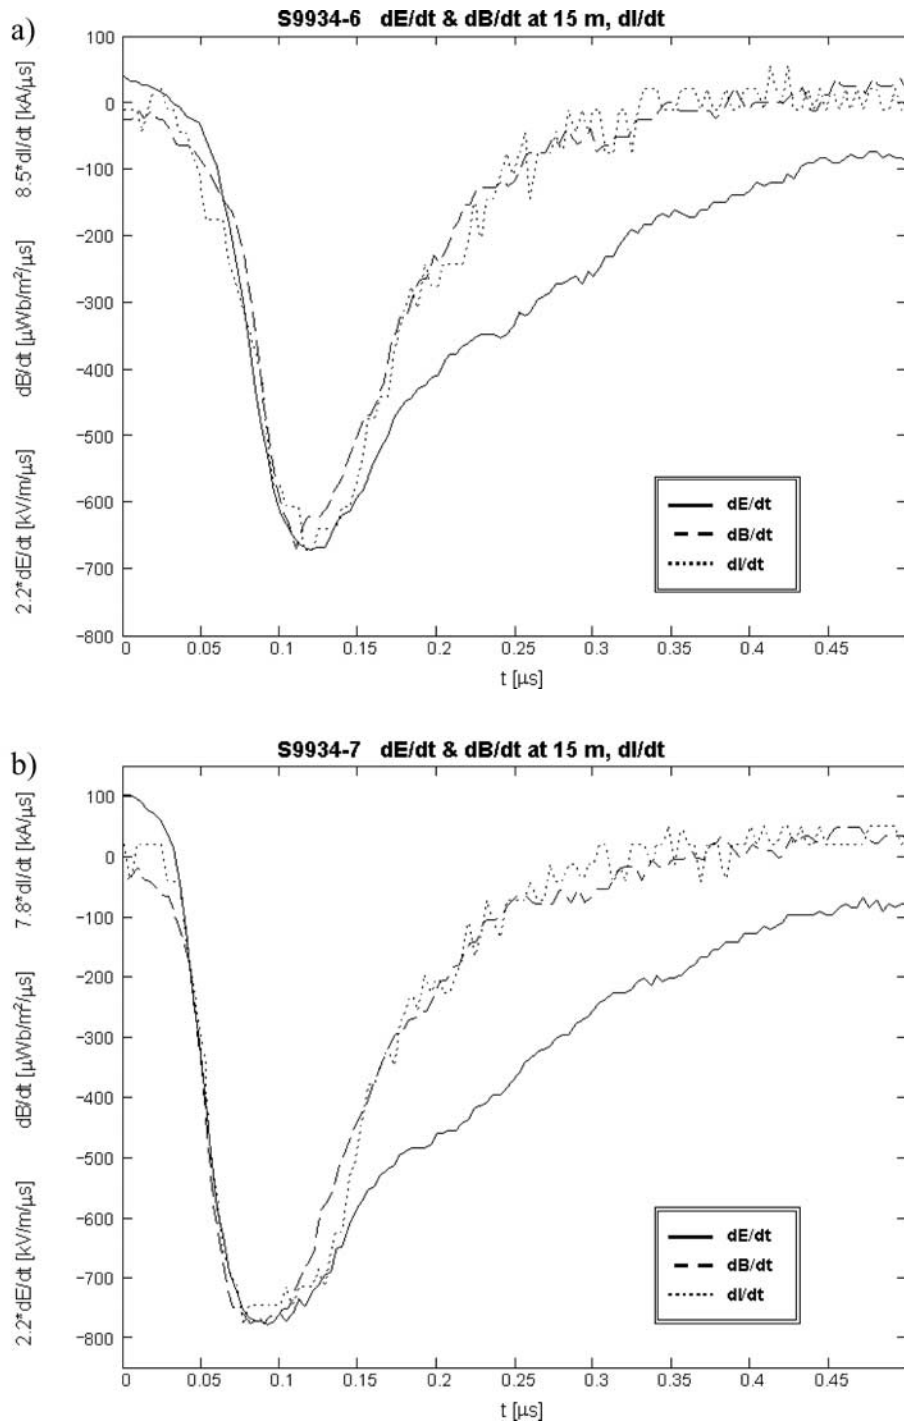 a)
S9934-6 dE/dt & dB/dt at 15 m, dI/dt
8.5*dI/dt [kA/μs]
dB/dt [μWb/m²/μs]
2.2*dE/dt [kV/m/μs]
100
0
-100
-200
-300
-400
-500
-600
-700
-800
0 0.05 0.1 0.15 0.2 0.25 0.3 0.35 0.4 0.45
t [μs]
dE/dt
dB/dt
dI/dt
b)
S9934-7 dE/dt & dB/dt at 15 m, dI/dt
7.8*dI/dt [kA/μs]
dB/dt [μWb/m²/μs]
2.2*dE/dt [kV/m/μs]
100
0
-100
-200
-300
-400
-500
-600
-700
-800
0 0.05 0.1 0.15 0.2 0.25 0.3 0.35 0.4 0.45
t [μs]
dE/dt
dB/dt
dI/dt